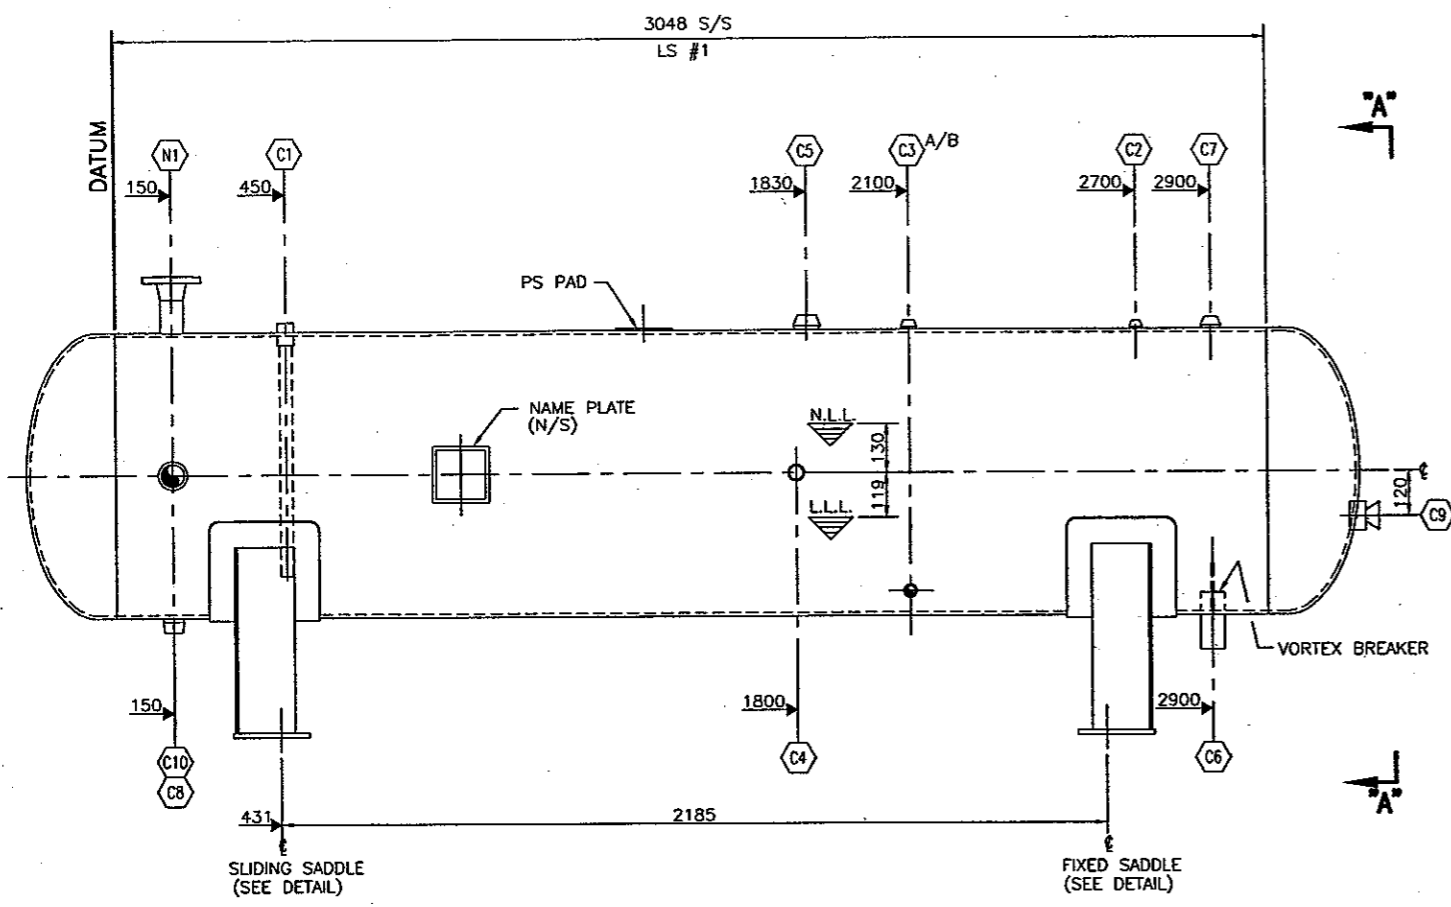 3048 S/S
LS #1
"A"
DATUM
N1
C1
C5
C3 A/B
C2
C7
150
450
1830
2100
2700
2900
PS PAD
NAME PLATE
(N/S)
N.L.L.
130
119
L.L.L.
℄
120
C9
VORTEX BREAKER
150
1800
2900
C10
C8
C4
C6
"A"
431
2185
℄
SLIDING SADDLE
(SEE DETAIL)
℄
FIXED SADDLE
(SEE DETAIL)